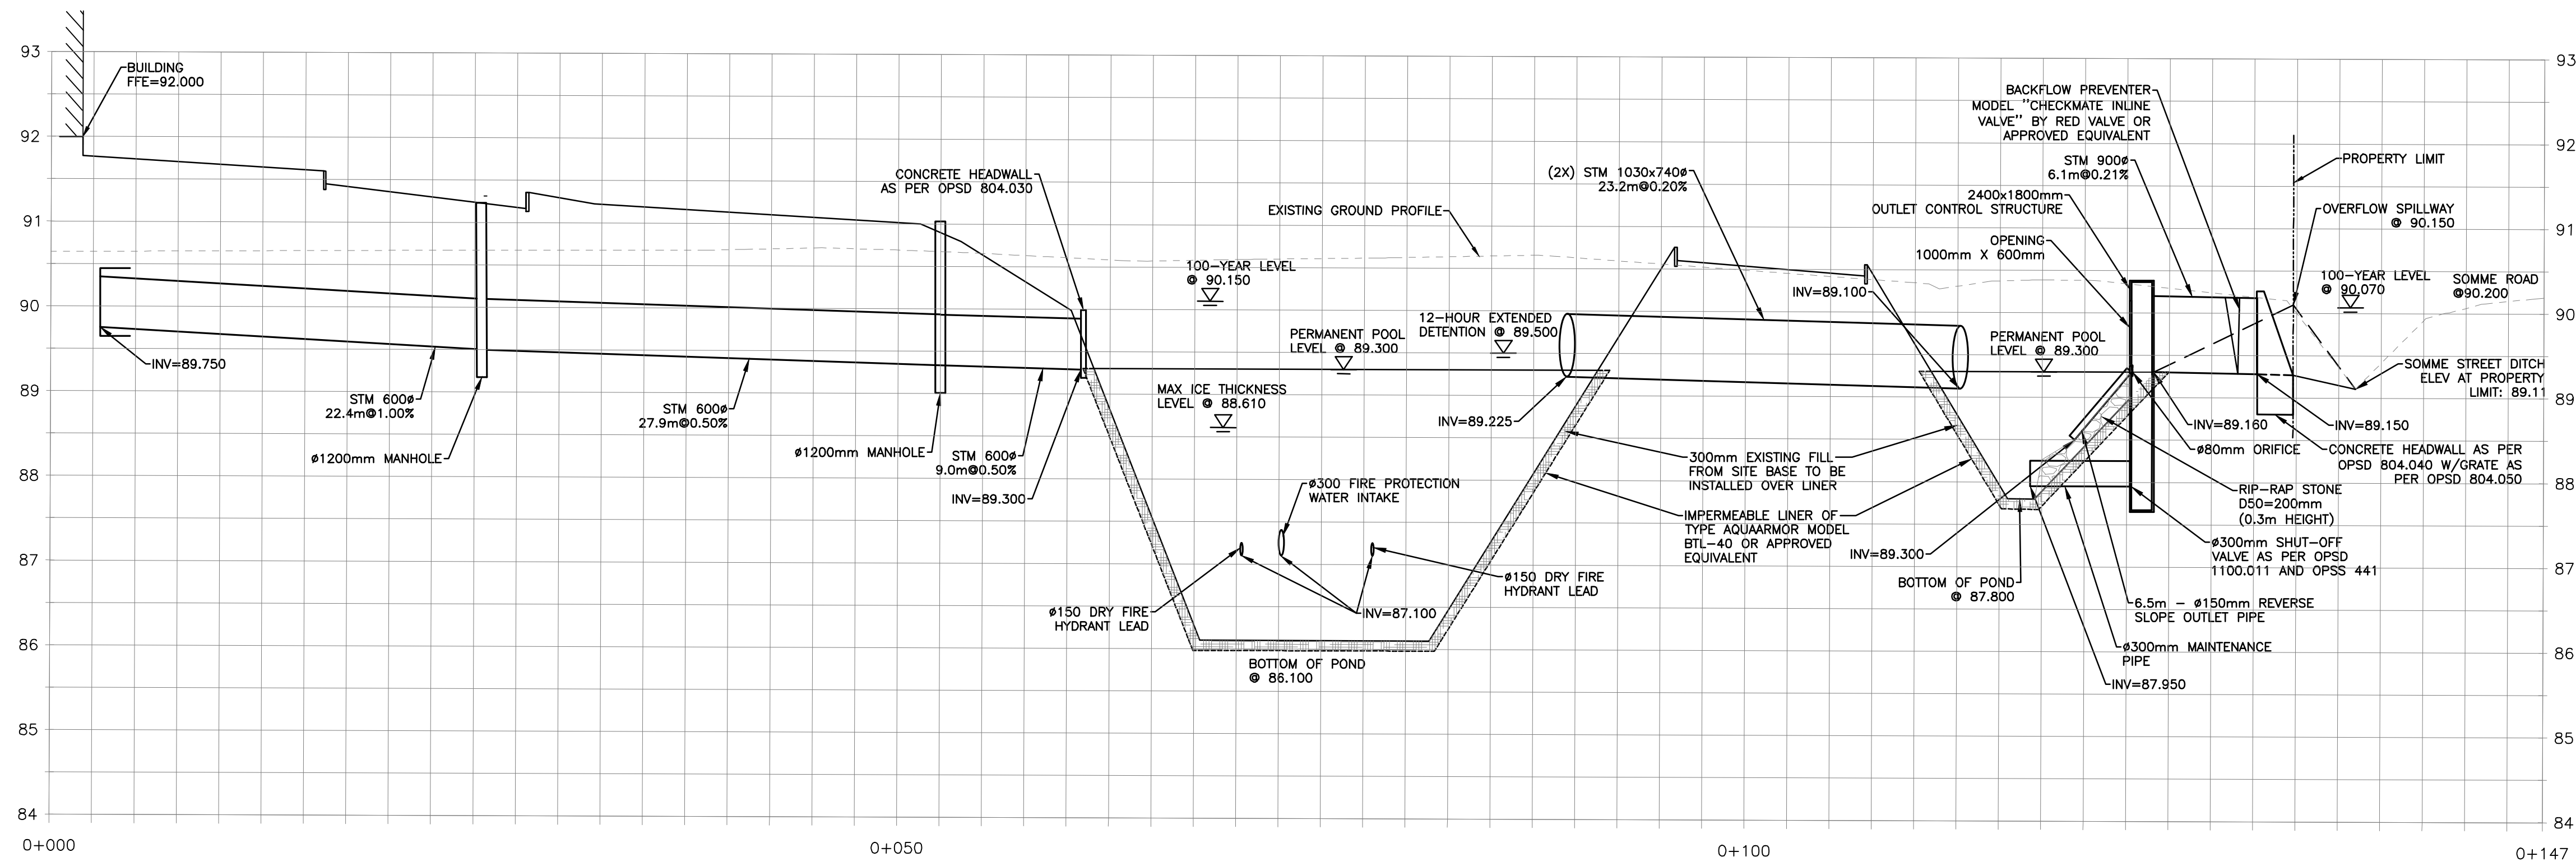 93
92
91
90
89
88
87
86
85
84
0+000
0+050
0+100
0+147
93
92
91
90
89
88
87
86
85
84
BUILDING
FFE=92.000
INV=89.750
STM 600ø
22.4m@1.00%
ø1200mm MANHOLE
STM 600ø
27.9m@0.50%
ø1200mm MANHOLE
CONCRETE HEADWALL
AS PER OPSD 804.030
STM 600ø
9.0m@0.50%
INV=89.300
EXISTING GROUND PROFILE
100-YEAR LEVEL
@ 90.150
PERMANENT POOL
LEVEL @ 89.300
12-HOUR EXTENDED
DETENTION @ 89.500
MAX ICE THICKNESS
LEVEL @ 88.610
ø300 FIRE PROTECTION
WATER INTAKE
ø150 DRY FIRE
HYDRANT LEAD
INV=87.100
ø150 DRY FIRE
HYDRANT LEAD
BOTTOM OF POND
@ 86.100
(2X) STM 1030x740ø
23.2m@0.20%
INV=89.225
INV=89.100
300mm EXISTING FILL
FROM SITE BASE TO BE
INSTALLED OVER LINER
IMPERMEABLE LINER OF
TYPE AQUAARMOR MODEL
BTL-40 OR APPROVED
EQUIVALENT
PERMANENT POOL
LEVEL @ 89.300
INV=89.300
BOTTOM OF POND
@ 87.800
BACKFLOW PREVENTER
MODEL "CHECKMATE INLINE
VALVE" BY RED VALVE OR
APPROVED EQUIVALENT
STM 900ø
6.1m@0.21%
2400x1800mm
OUTLET CONTROL STRUCTURE
OPENING
1000mm X 600mm
PROPERTY LIMIT
OVERFLOW SPILLWAY
@ 90.150
100-YEAR LEVEL
@ 90.070
SOMME ROAD
@90.200
SOMME STREET DITCH
ELEV AT PROPERTY
LIMIT: 89.11
INV=89.160
INV=89.150
ø80mm ORIFICE
CONCRETE HEADWALL AS PER
OPSD 804.040 W/GRATE AS
PER OPSD 804.050
RIP-RAP STONE
D50=200mm
(0.3m HEIGHT)
ø300mm SHUT-OFF
VALVE AS PER OPSD
1100.011 AND OPSS 441
6.5m - ø150mm REVERSE
SLOPE OUTLET PIPE
ø300mm MAINTENANCE
PIPE
INV=87.950